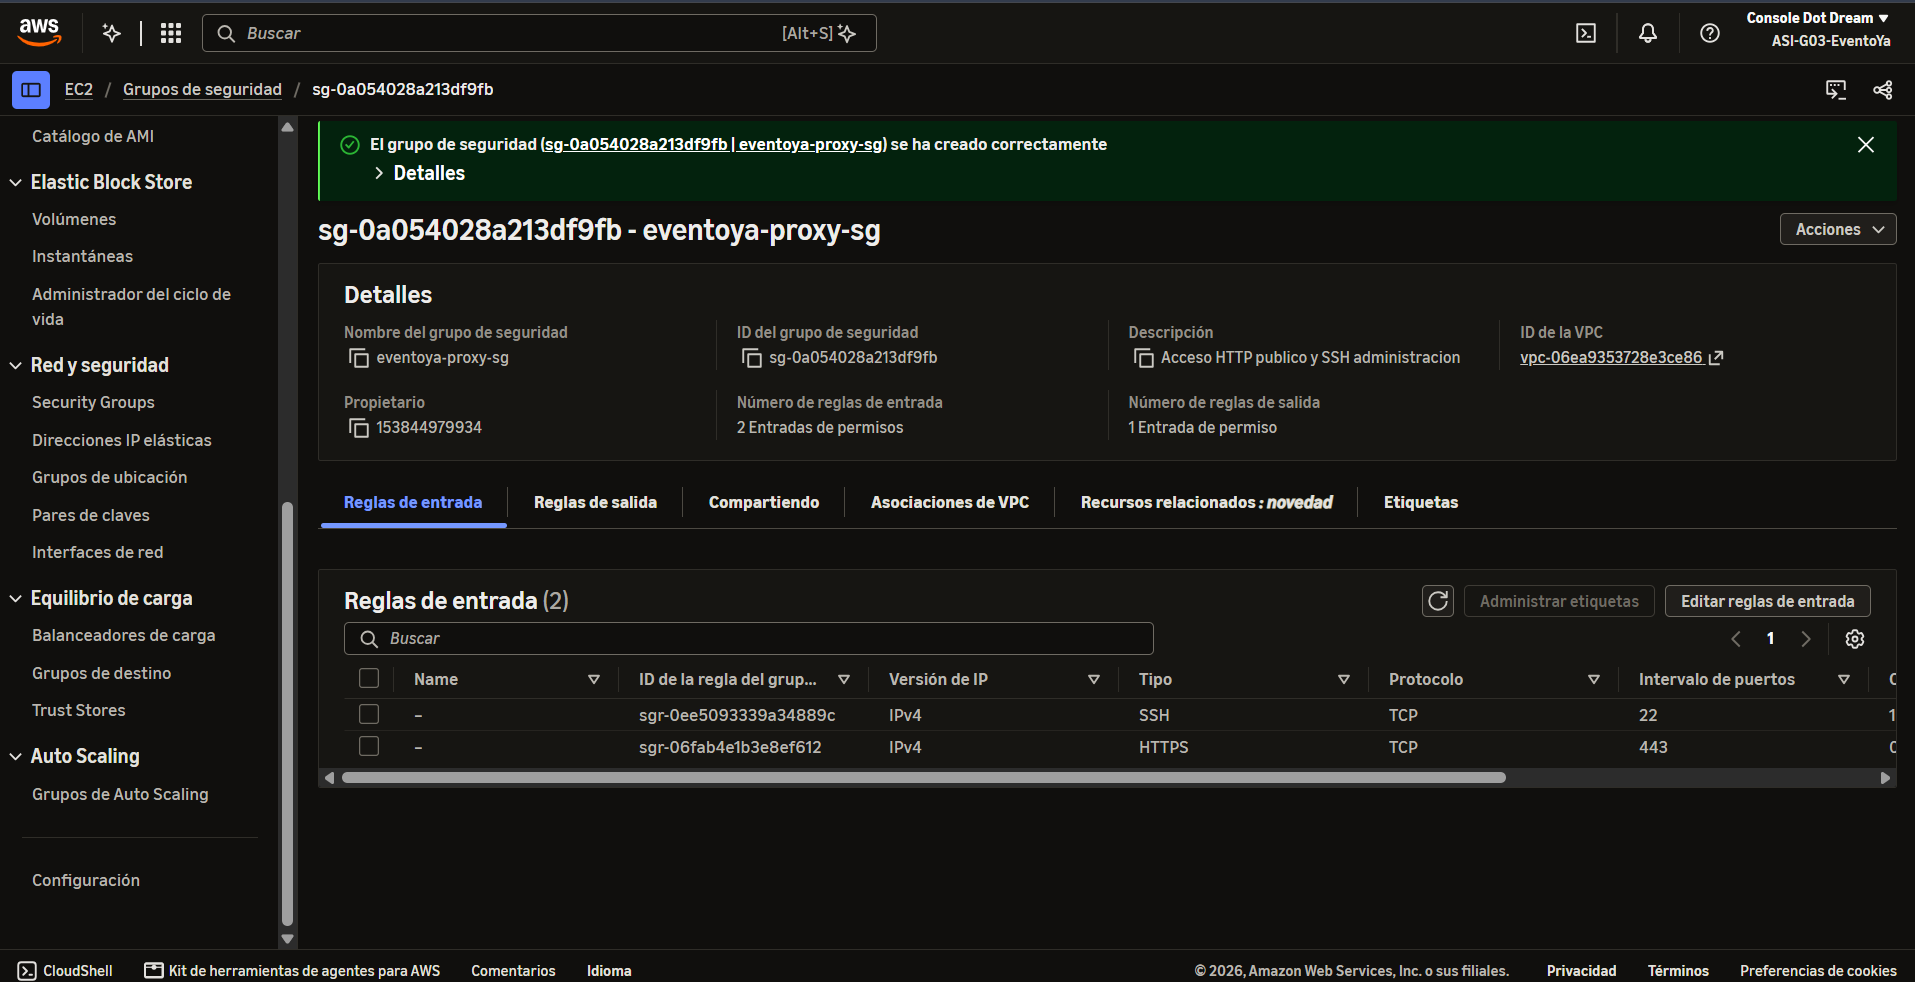 aws
Buscar
[Alt+S]
Console Dot Dream
ASI-G03-EventoYa
EC2 / Grupos de seguridad / sg-0a054028a213df9fb
Catálogo de AMI
Elastic Block Store
Volúmenes
Instantáneas
Administrador del ciclo de
vida
Red y seguridad
Security Groups
Direcciones IP elásticas
Grupos de ubicación
Pares de claves
Interfaces de red
Equilibrio de carga
Balanceadores de carga
Grupos de destino
Trust Stores
Auto Scaling
Grupos de Auto Scaling
Configuración
El grupo de seguridad (sg-0a054028a213df9fb | eventoya-proxy-sg) se ha creado correctamente
Detalles
sg-0a054028a213df9fb - eventoya-proxy-sg
Acciones
Detalles
Nombre del grupo de seguridad
eventoya-proxy-sg
ID del grupo de seguridad
sg-0a054028a213df9fb
Descripción
Acceso HTTP publico y SSH administracion
ID de la VPC
vpc-06ea9353728e3ce86
Propietario
153844979934
Número de reglas de entrada
2 Entradas de permisos
Número de reglas de salida
1 Entrada de permiso
Reglas de entrada
Reglas de salida
Compartiendo
Asociaciones de VPC
Recursos relacionados : novedad
Etiquetas
Reglas de entrada (2)
Administrar etiquetas
Editar reglas de entrada
Buscar
1
Name ID de la regla del grup... Versión de IP Tipo Protocolo Intervalo de puertos
– sgr-0ee5093339a34889c IPv4 SSH TCP 22 1
– sgr-06fab4e1b3e8ef612 IPv4 HTTPS TCP 443
CloudShell Kit de herramientas de agentes para AWS Comentarios Idioma
© 2026, Amazon Web Services, Inc. o sus filiales. Privacidad Términos Preferencias de cookies